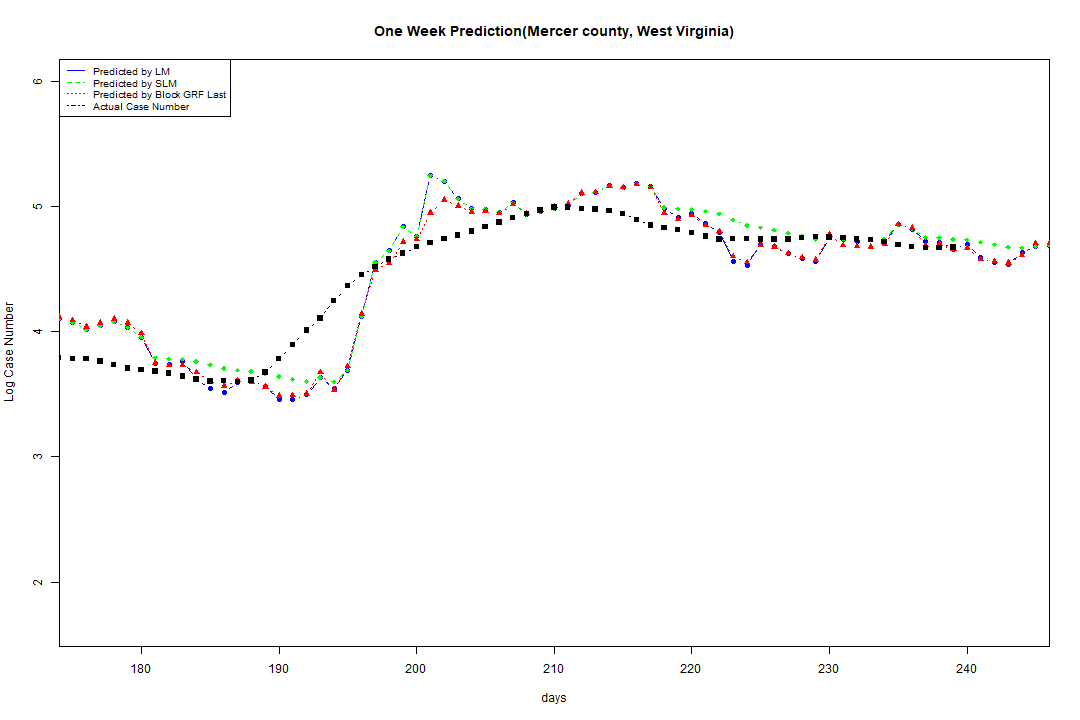 One Week Prediction(Mercer county, West Virginia)
Predicted by LM
Predicted by SLM
Predicted by Block GRF Last
Actual Case Number
6
5
4
3
2
Log Case Number
180 190 200 210 220 230 240
days